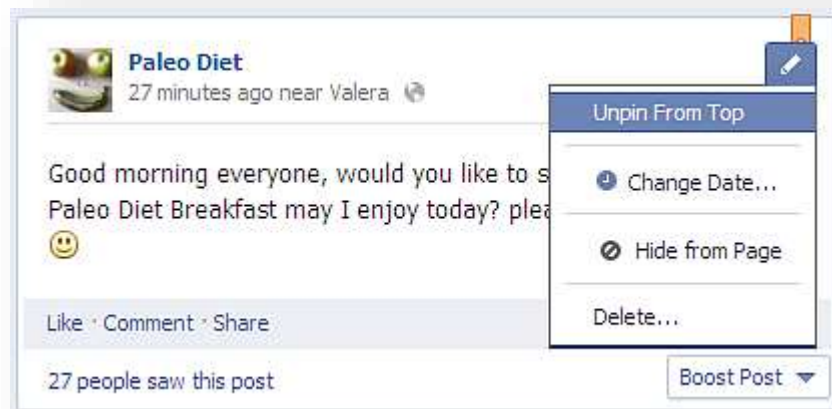 Paleo Diet
27 minutes ago near Valera
Unpin From Top
Good morning everyone, would you like to
Change Date...
Paleo Diet Breakfast may I enjoy today?
Hide from Page
Like · Comment · Share
Delete...
27 people saw this post
Boost Post